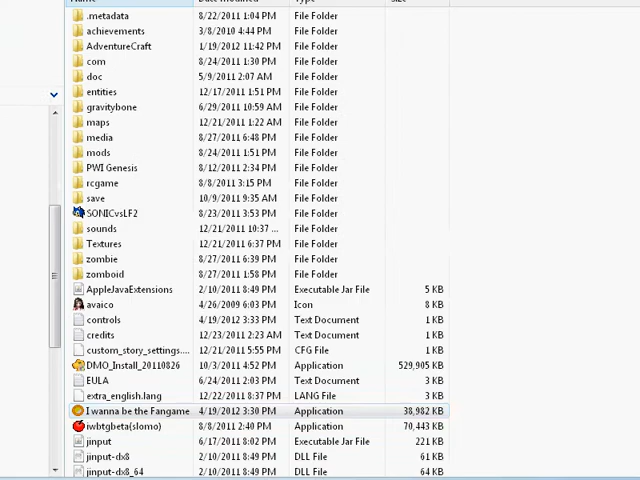 .metadata 8/22/2011 1:04 PM File Folder
achievements 3/8/2010 4:44 PM File Folder
AdventureCraft 1/19/2012 11:42 PM File Folder
com 8/24/2011 1:30 PM File Folder
doc 5/9/2011 2:07 AM File Folder
entities 12/17/2011 1:51 PM File Folder
gravitybone 6/29/2011 10:59 AM File Folder
maps 12/21/2011 1:22 AM File Folder
media 8/27/2011 6:48 PM File Folder
mods 8/24/2011 1:51 PM File Folder
PWI Genesis 8/12/2011 2:34 PM File Folder
rcgame 8/8/2011 3:15 PM File Folder
save 10/9/2011 9:35 AM File Folder
SONICvsLF2 8/23/2011 3:53 PM File Folder
sounds 12/21/2011 10:37 ... File Folder
Textures 12/21/2011 6:37 PM File Folder
zombie 8/27/2011 6:39 PM File Folder
zomboid 8/27/2011 1:58 PM File Folder
AppleJavaExtensions 2/10/2011 8:49 PM Executable Jar File 5 KB
avaico 4/26/2009 6:03 PM Icon 8 KB
controls 4/19/2012 3:33 PM Text Document 1 KB
credits 12/23/2011 2:23 AM Text Document 1 KB
custom_story_settings.... 12/21/2011 5:55 PM CFG File 1 KB
DMO_Install_20110826 10/3/2011 4:52 PM Application 529,905 KB
EULA 6/24/2011 2:03 PM Text Document 3 KB
extra_english.lang 12/22/2011 8:37 PM LANG File 3 KB
I wanna be the Fangame 4/19/2012 3:30 PM Application 38,982 KB
iwbtgbeta(slomo) 8/8/2011 2:40 PM Application 70,443 KB
jinput 6/17/2011 8:02 PM Executable Jar File 221 KB
jinput-dx8 2/10/2011 8:49 PM DLL File 61 KB
jinput-dx8_64 2/10/2011 8:49 PM DLL File 64 KB